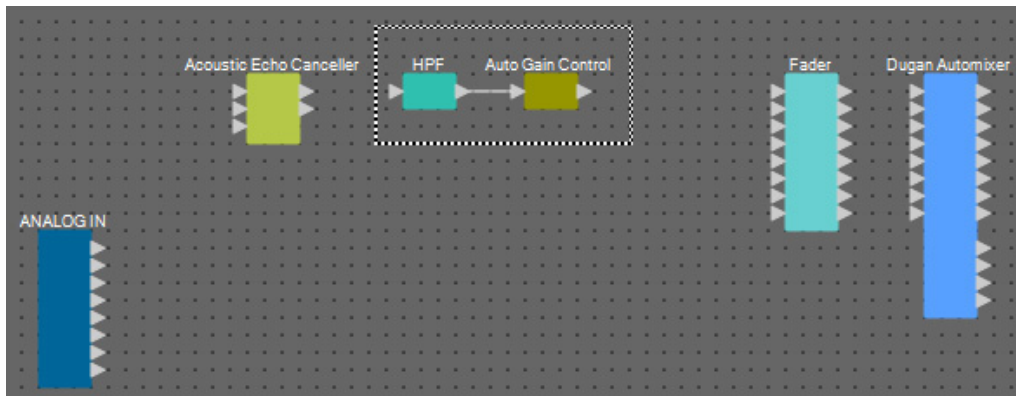 Acoustic Echo Canceller
HPF
Auto Gain Control
Fader
Dugan Automixer
ANALOG IN